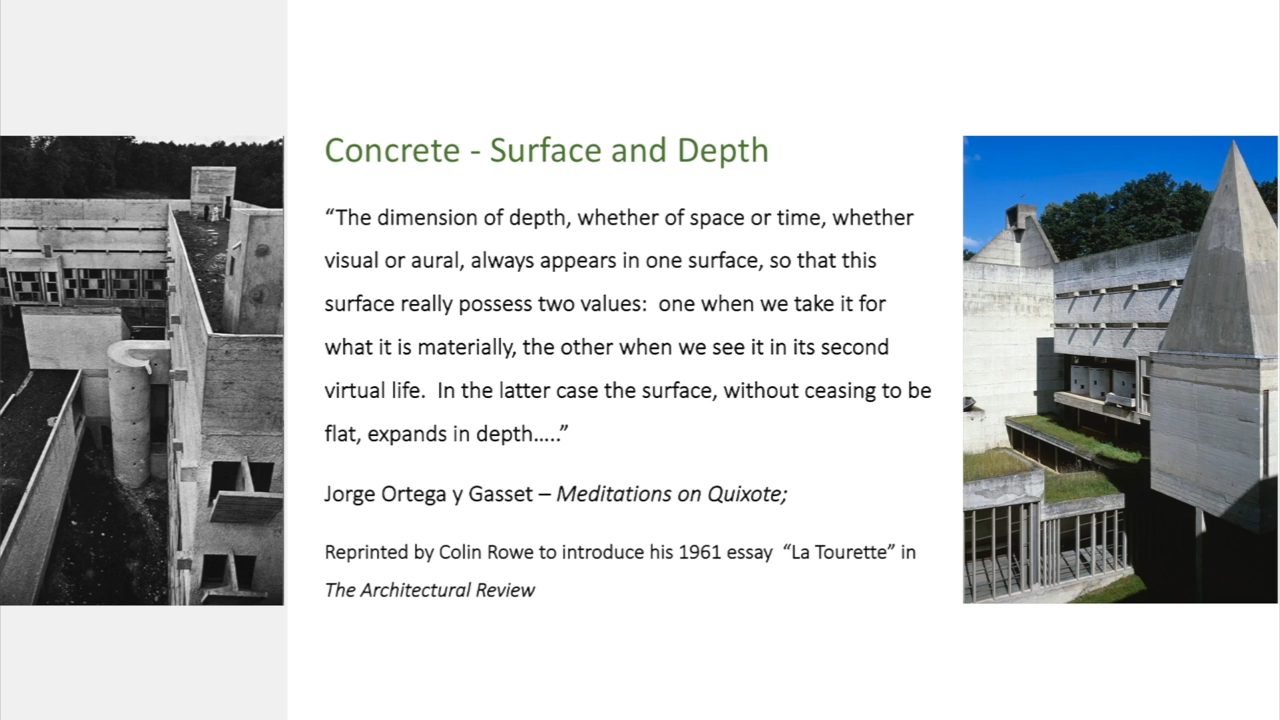 Concrete - Surface and Depth
“The dimension of depth, whether of space or time, whether
visual or aural, always appears in one surface, so that this
surface really possess two values:  one when we take it for
what it is materially, the other when we see it in its second
virtual life.  In the latter case the surface, without ceasing to be
flat, expands in depth…..”
Jorge Ortega y Gasset – Meditations on Quixote;
Reprinted by Colin Rowe to introduce his 1961 essay  “La Tourette” in
The Architectural Review